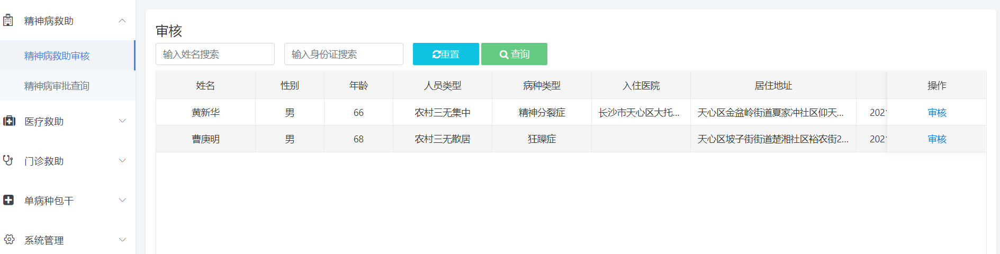 精神病救助
精神病救助审核
精神病审批查询
医疗救助
门诊救助
单病种包干
系统管理
审核
输入姓名搜索 输入身份证搜索 重置 查询
姓名 性别 年龄 人员类型 病种类型 入住医院 居住地址 操作
黄新华 男 66 农村三无集中 精神分裂症 长沙市天心区大托... 天心区金盆岭街道夏家冲社区仰天... 2021 审核
曹庚明 男 68 农村三无散居 狂躁症 天心区坡子街街道楚湘社区裕农街2... 2021 审核